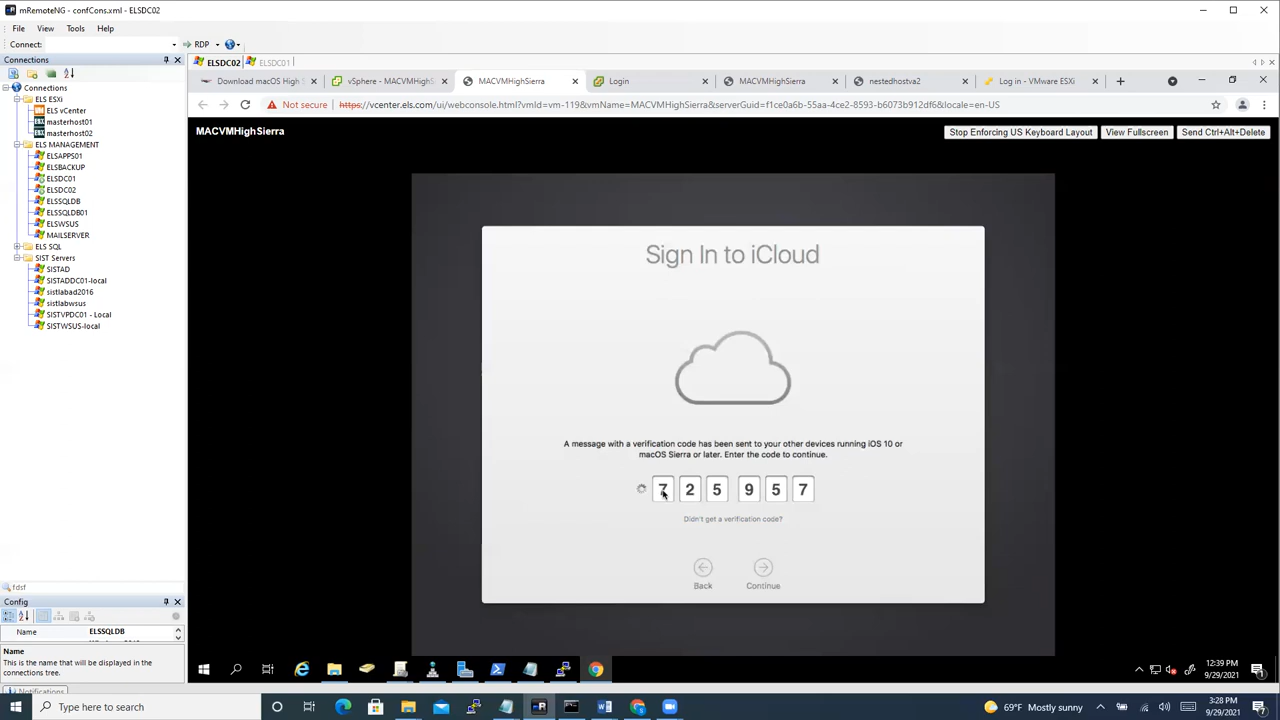 mRemoteNG - confCons.xml - ELSDC02
File View Tools Help
Connect: RDP
Connections
ELSDC02 ELSDC01
Download macOS High S
vSphere - MACVMHighSi
MACVMHighSierra
Login
MACVMHighSierra
nestedhostva2
Log in - VMware ESXi
Not secure https://vcenter.els.com/ui/webconsole.html?vmId=vm-119&vmName=MACVMHighSierra&serverGuid=f1ce0a6b-55aa-4ce2-8593-b6073b912df6&locale=en-US
MACVMHighSierra
Stop Enforcing US Keyboard Layout View Fullscreen Send Ctrl+Alt+Delete
Connections
ELS ESXi
ELS vCenter
masterhost01
masterhost02
ELS MANAGEMENT
ELSAPPS01
ELSBACKUP
ELSDC01
ELSDC02
ELSSQLDB
ELSSQLDB01
ELSWSUS
MAILSERVER
ELS SQL
SIST Servers
SISTAD
SISTADDC01-local
sistlabad2016
sistlabwsus
SISTVPDC01 - Local
SISTWSUS-local
fdsf
Config
Name ELSSQLDB
Name
This is the name that will be displayed in the
connections tree.
Notifications
Sign In to iCloud
A message with a verification code has been sent to your other devices running iOS 10 or
macOS Sierra or later. Enter the code to continue.
7 2 5 9 5 7
Didn't get a verification code?
Back Continue
12:39 PM
9/29/2021
Type here to search
69°F Mostly sunny
3:28 PM
9/29/2021